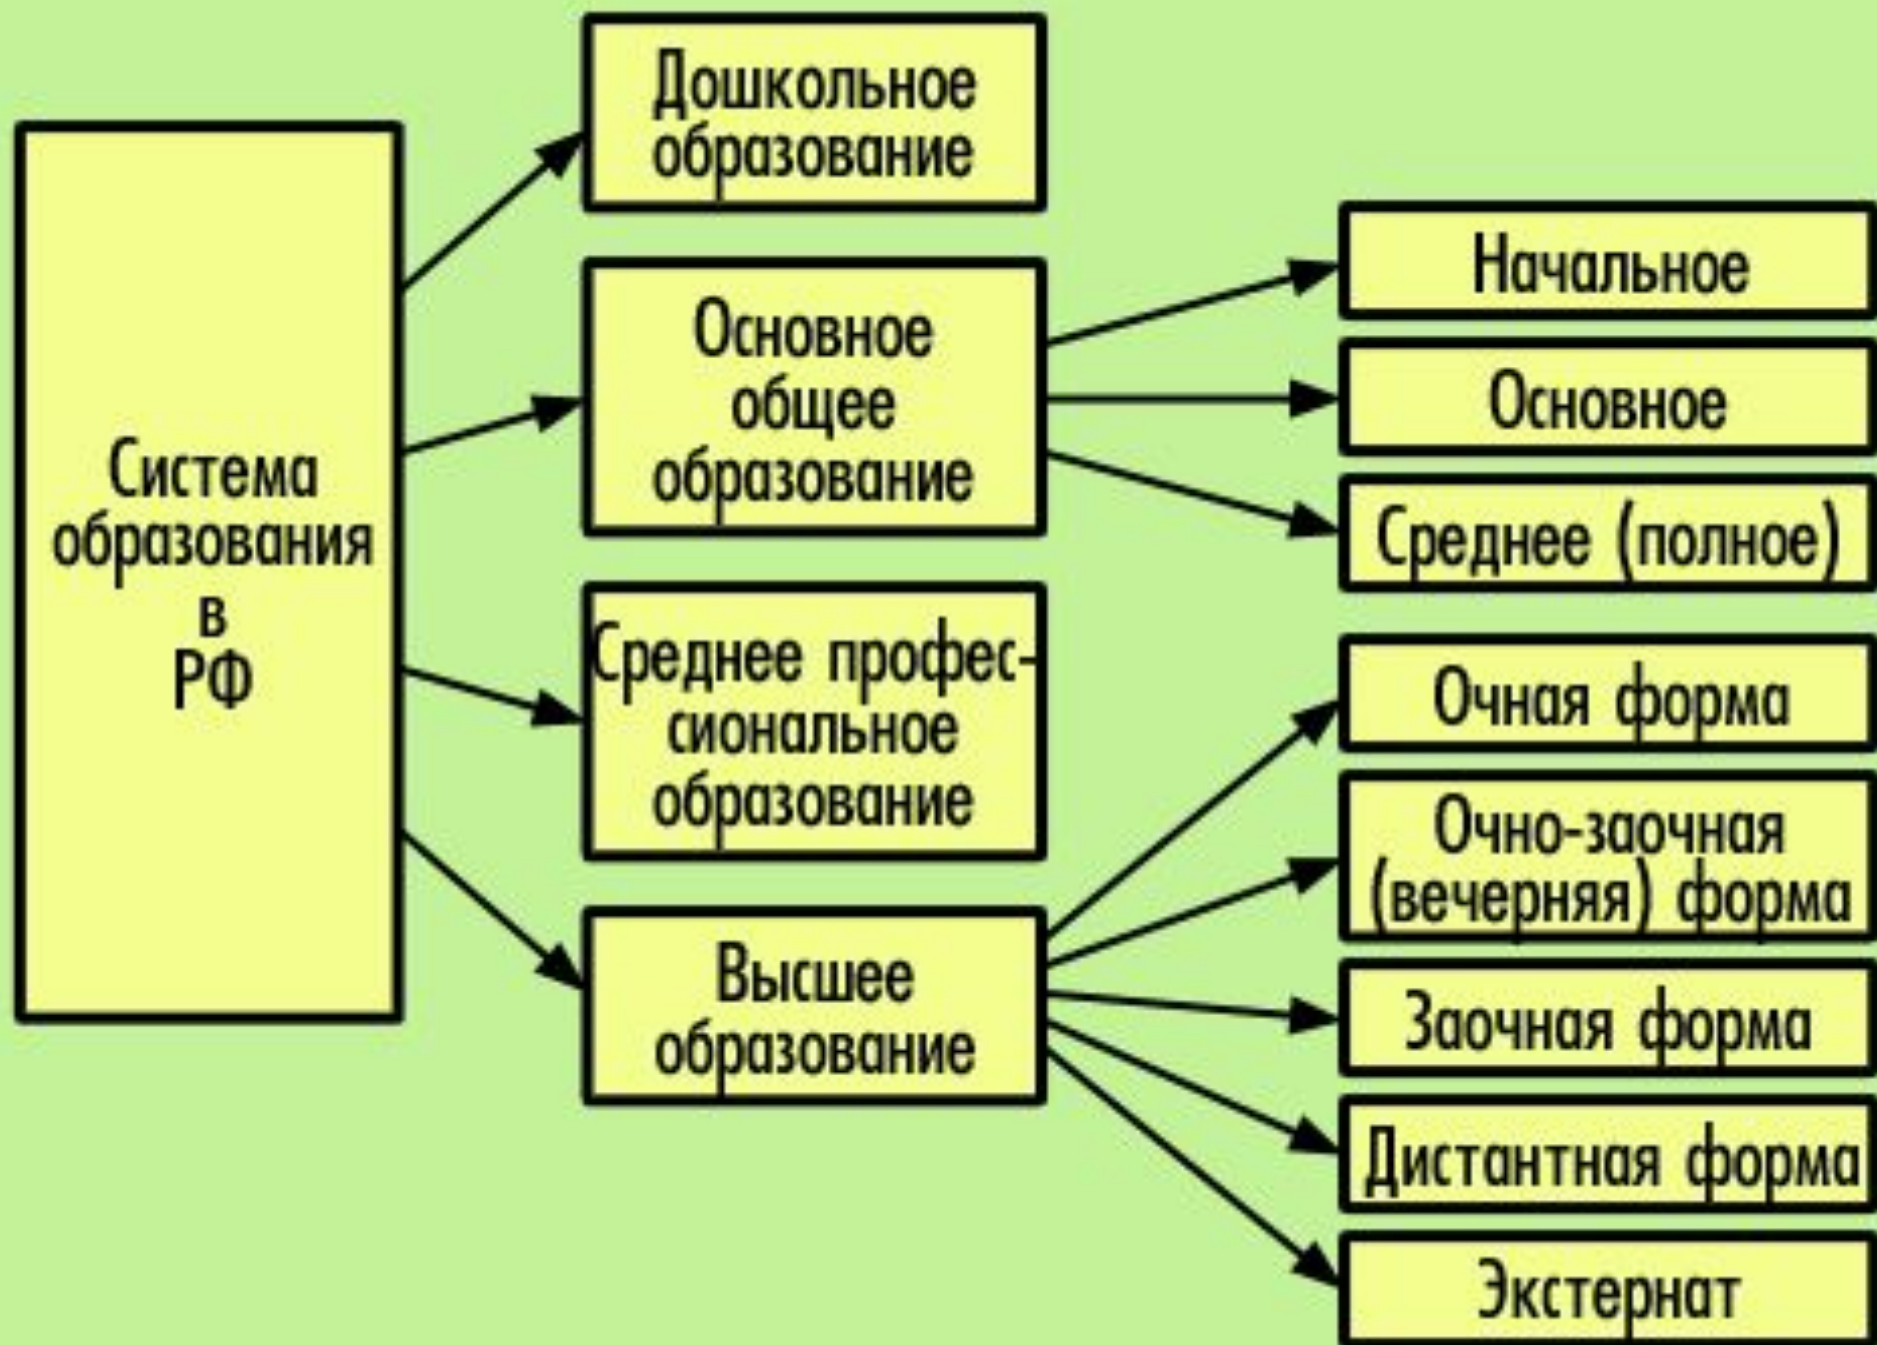 Система
образования
в
РФ
Дошкольное
образование
Основное
общее
образование
Среднее профес-
сиональное
образование
Высшее
образование
Начальное
Основное
Среднее (полное)
Очная форма
Очно-заочная
(вечерняя) форма
Заочная форма
Дистантная форма
Экстернат